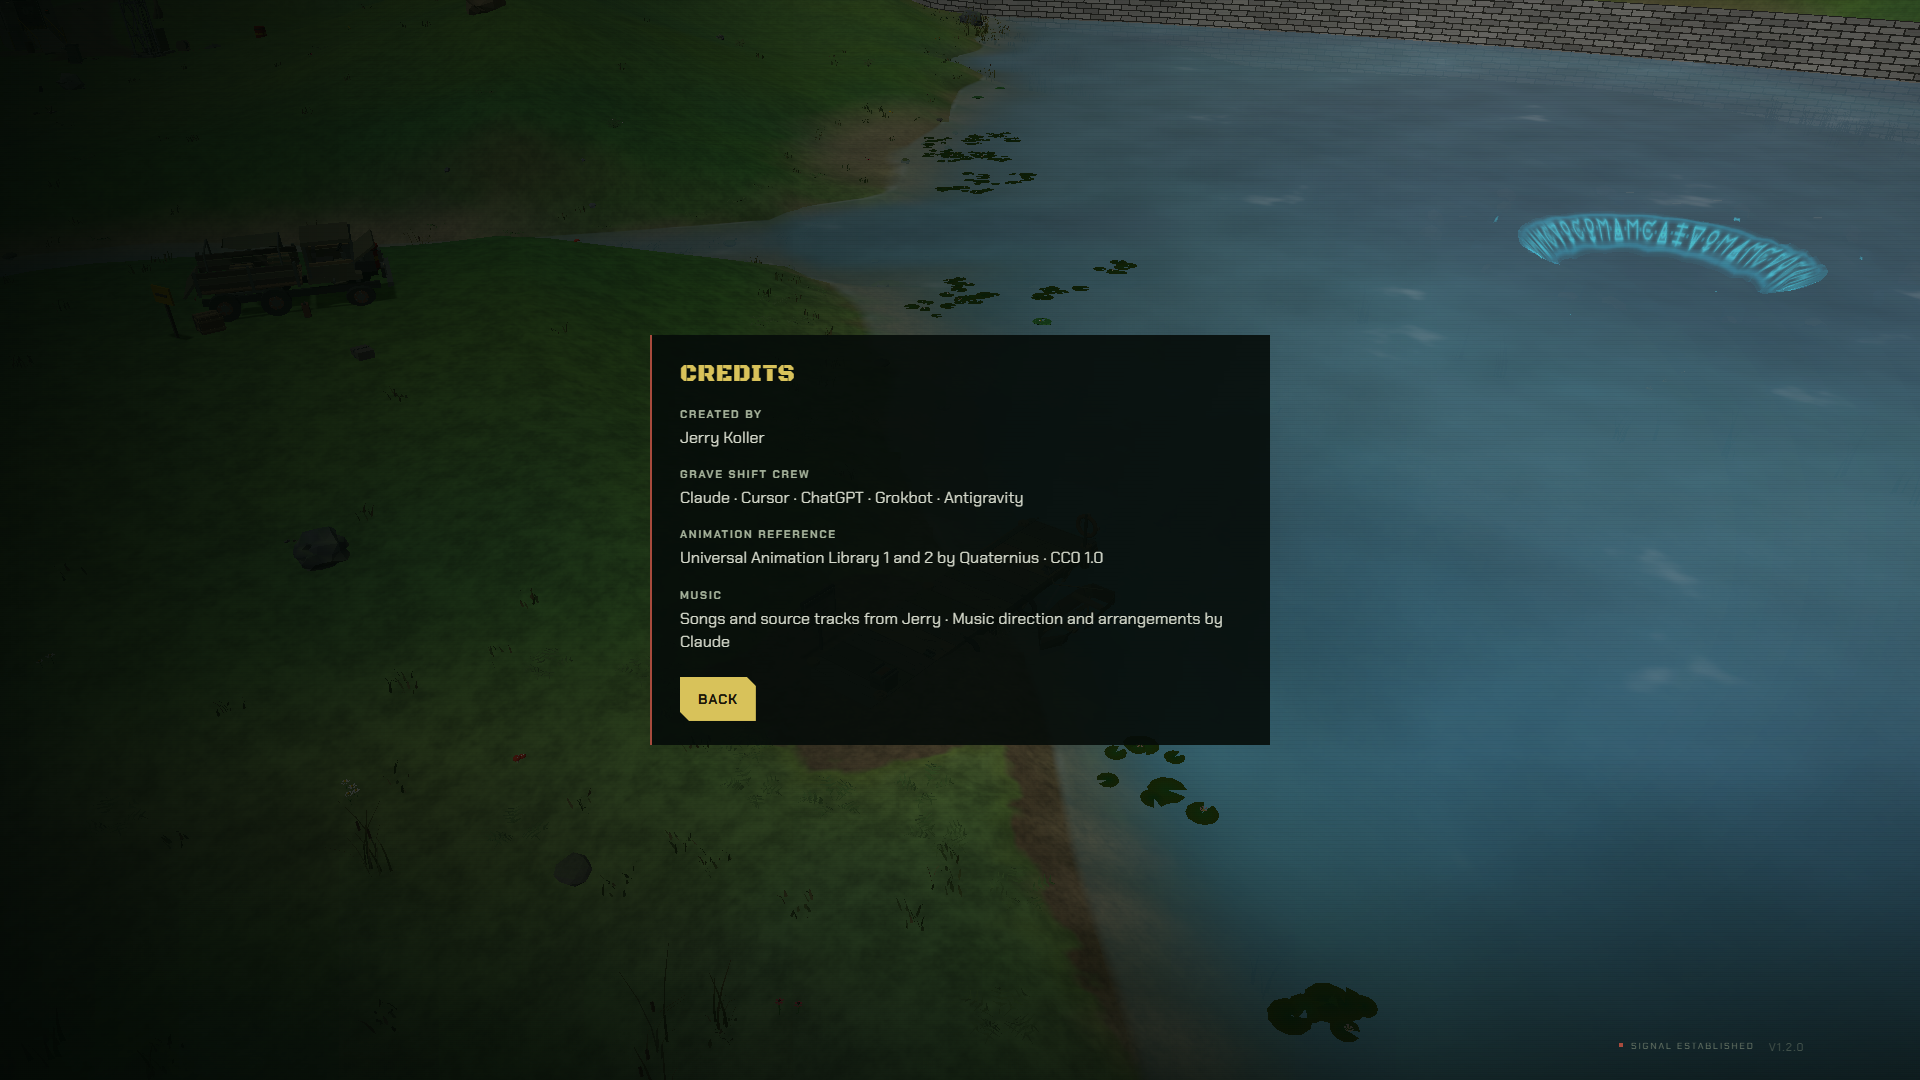 CREDITS
CREATED BY
Jerry Koller
GRAVE SHIFT CREW
Claude · Cursor · ChatGPT · Grokbot · Antigravity
ANIMATION REFERENCE
Universal Animation Library 1 and 2 by Quaternius · CC0 1.0
MUSIC
Songs and source tracks from Jerry · Music direction and arrangements by
Claude
BACK
SIGNAL ESTABLISHED V1.2.0